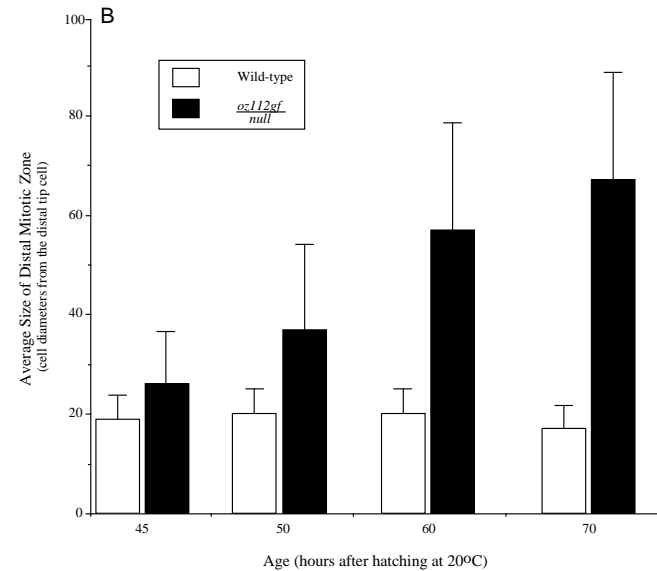 B
100
80
60
40
20
0
Wild-type
oz112gf
null
Average Size of Distal Mitotic Zone
(cell diameters from the distal tip cell)
45
50
60
70
Age (hours after hatching at 20ºC)